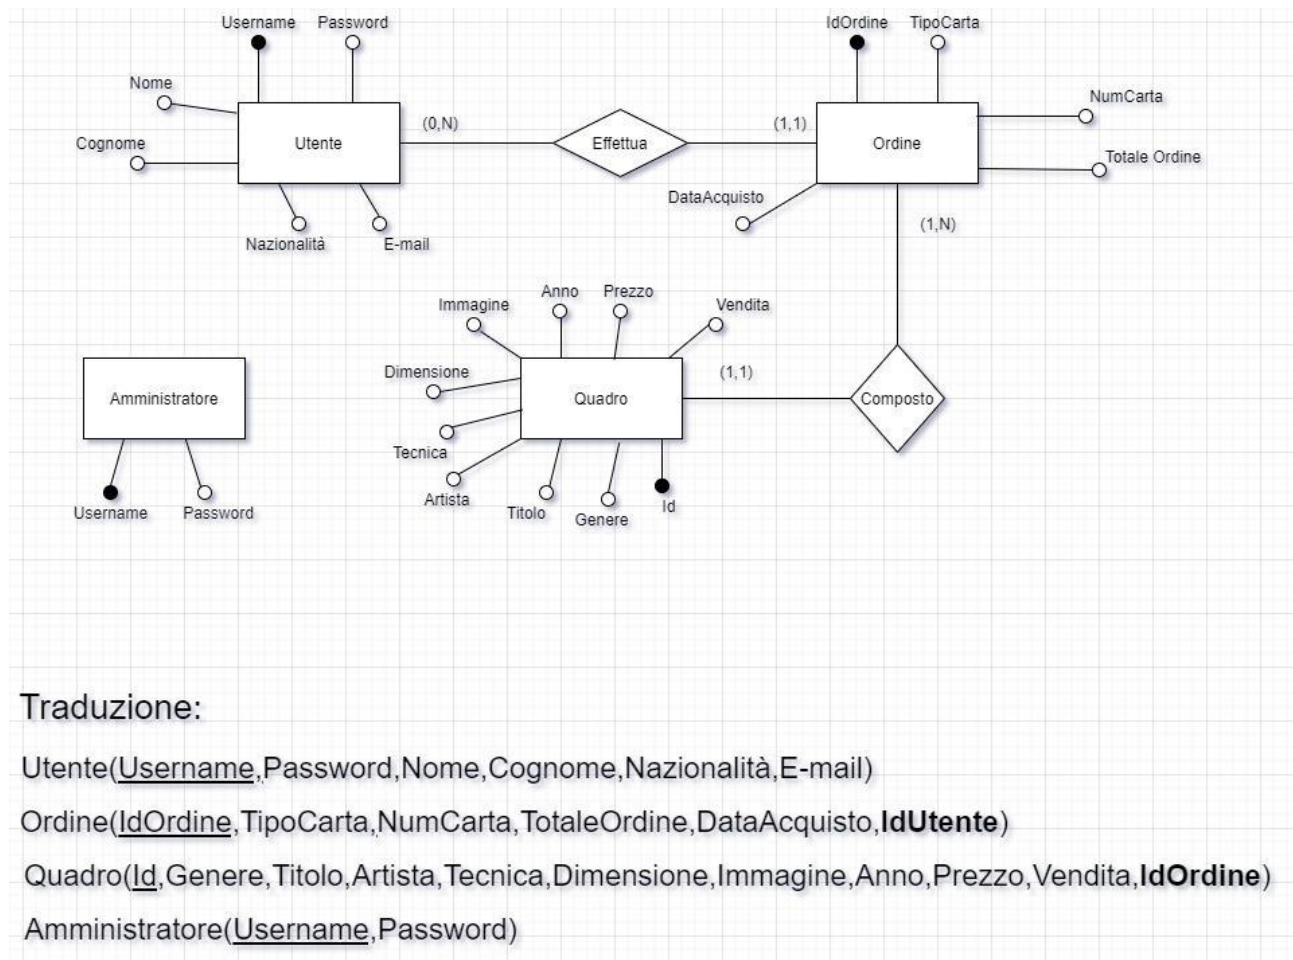 Username Password
IdOrdine TipoCarta
Nome
NumCarta
(0,N)
(1,1)
Cognome
Utente
Effettua
Ordine
Totale Ordine
DataAcquisto
(1,N)
Nazionalità E-mail
Anno Prezzo
Immagine
Vendita
Dimensione
(1,1)
Amministratore
Quadro
Composto
Tecnica
Artista
Username Password
Titolo
Genere
Id
Traduzione:
Utente(Username,Password,Nome,Cognome,Nazionalità,E-mail)
Ordine(IdOrdine,TipoCarta,NumCarta,TotaleOrdine,DataAcquisto,IdUtente)
Quadro(Id,Genere,Titolo,Artista,Tecnica,Dimensione,Immagine,Anno,Prezzo,Vendita,IdOrdine)
Amministratore(Username,Password)